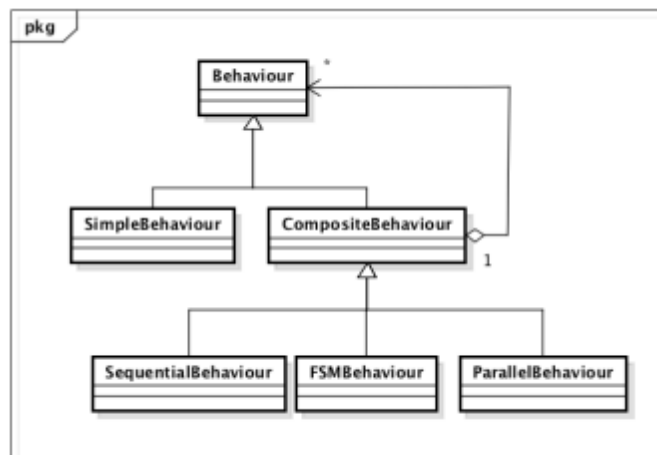 pkg
Behaviour
*
SimpleBehaviour
CompositeBehaviour
1
SequentialBehaviour
FSMBehaviour
ParallelBehaviour